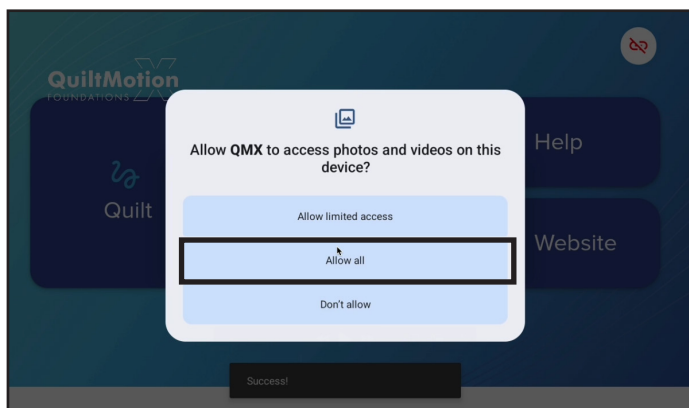 QuiltMotion X
FOUNDATIONS
Allow QMX to access photos and videos on this
device?
Quilt
Help
Allow limited access
Allow all
Website
Don't allow
Success!